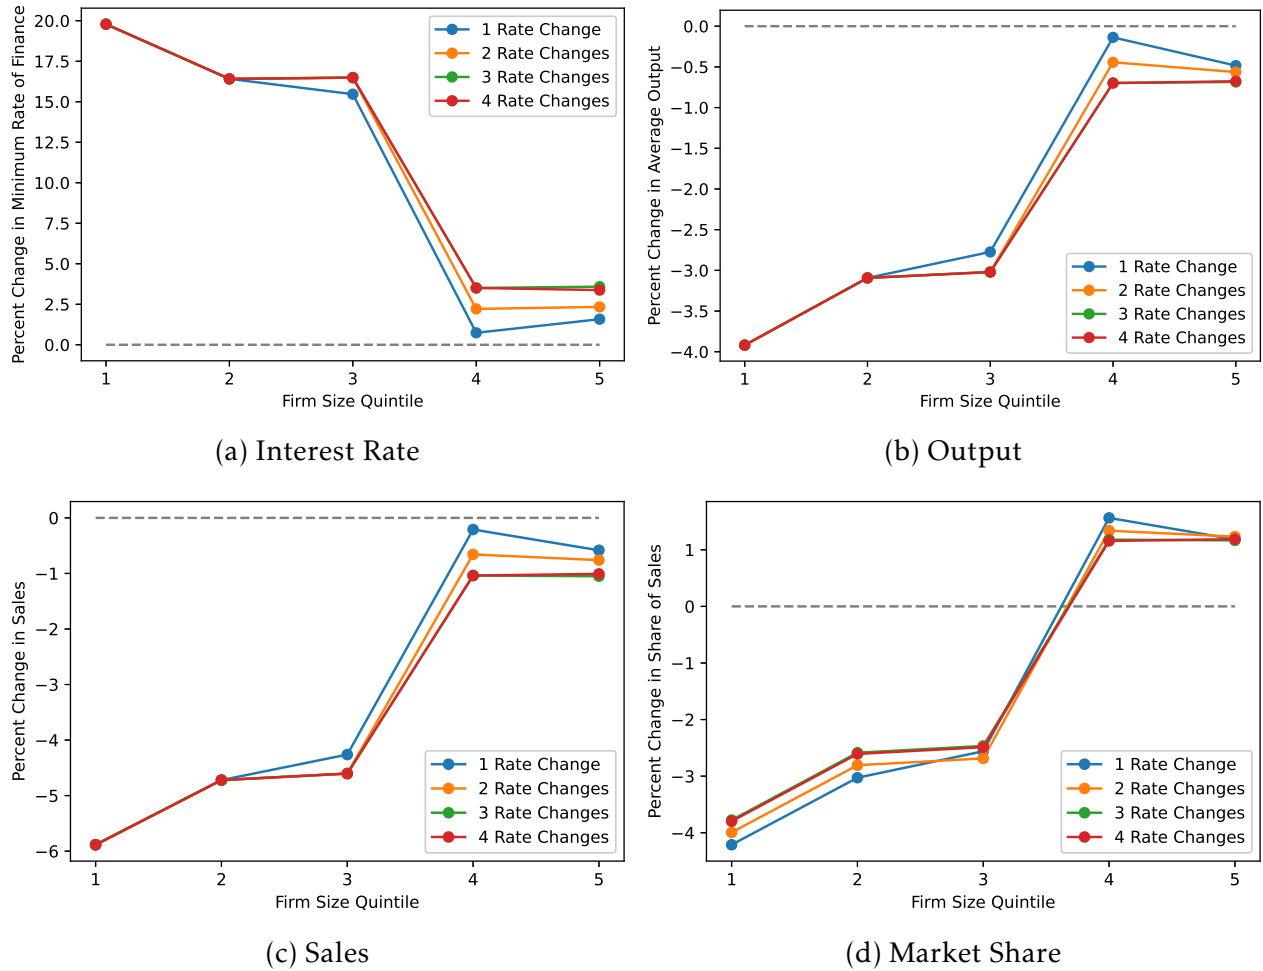 Percent Change in Minimum Rate of Finance
20.0
17.5
15.0
12.5
10.0
7.5
5.0
2.5
0.0
1 Rate Change
2 Rate Changes
3 Rate Changes
4 Rate Changes
1 2 3 4 5
Firm Size Quintile
(a) Interest Rate
Percent Change in Average Output
0.0
−0.5
−1.0
−1.5
−2.0
−2.5
−3.0
−3.5
−4.0
1 Rate Change
2 Rate Changes
3 Rate Changes
4 Rate Changes
1 2 3 4 5
Firm Size Quintile
(b) Output
Percent Change in Sales
0
−1
−2
−3
−4
−5
−6
1 Rate Change
2 Rate Changes
3 Rate Changes
4 Rate Changes
1 2 3 4 5
Firm Size Quintile
(c) Sales
Percent Change in Share of Sales
1
0
−1
−2
−3
−4
1 Rate Change
2 Rate Changes
3 Rate Changes
4 Rate Changes
1 2 3 4 5
Firm Size Quintile
(d) Market Share